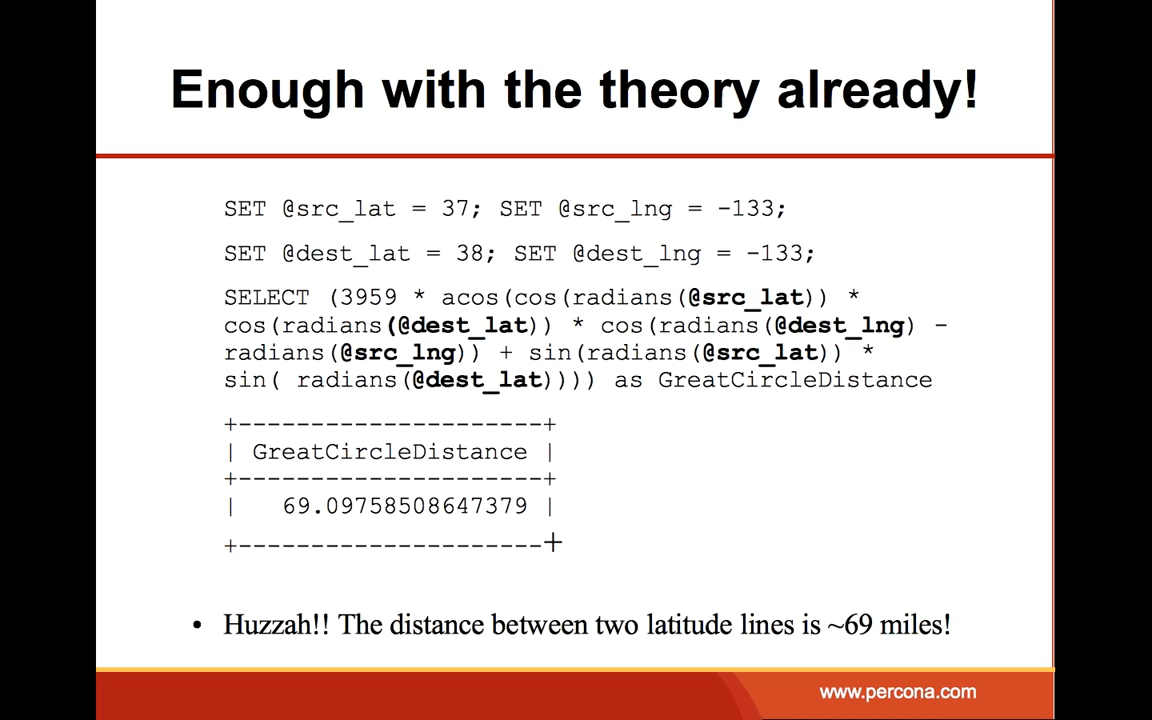 Enough with the theory already!
SET @src_lat = 37; SET @src_lng = -133;
SET @dest_lat = 38; SET @dest_lng = -133;
SELECT (3959 * acos(cos(radians(@src_lat)) *
cos(radians(@dest_lat)) * cos(radians(@dest_lng) -
radians(@src_lng)) + sin(radians(@src_lat)) *
sin( radians(@dest_lat)))) as GreatCircleDistance
+---------------------+
| GreatCircleDistance |
+---------------------+
| 69.09758508647379 |
+---------------------+
• Huzzah!! The distance between two latitude lines is ~69 miles!
www.percona.com